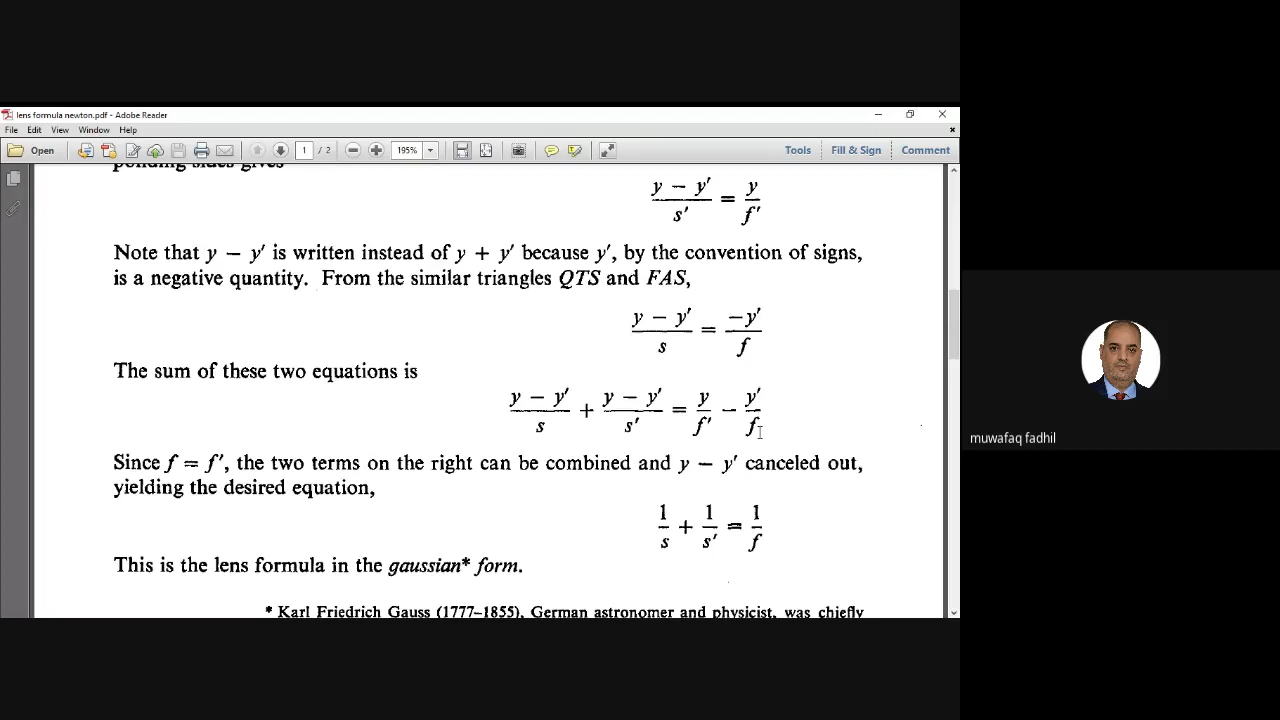 lens formula newton.pdf - Adobe Reader
File Edit View Window Help
Open 1 / 2 195% Tools Fill & Sign Comment
ponding sides gives
y − y′ / s′ = y / f′
Note that y − y′ is written instead of y + y′ because y′, by the convention of signs,
is a negative quantity. From the similar triangles QTS and FAS,
y − y′ / s = −y′ / f
The sum of these two equations is
y − y′ / s + y − y′ / s′ = y / f′ − y′ / f
Since f = f′, the two terms on the right can be combined and y − y′ canceled out,
yielding the desired equation,
1 / s + 1 / s′ = 1 / f
This is the lens formula in the gaussian* form.
* Karl Friedrich Gauss (1777–1855), German astronomer and physicist, was chiefly
muwafaq fadhil